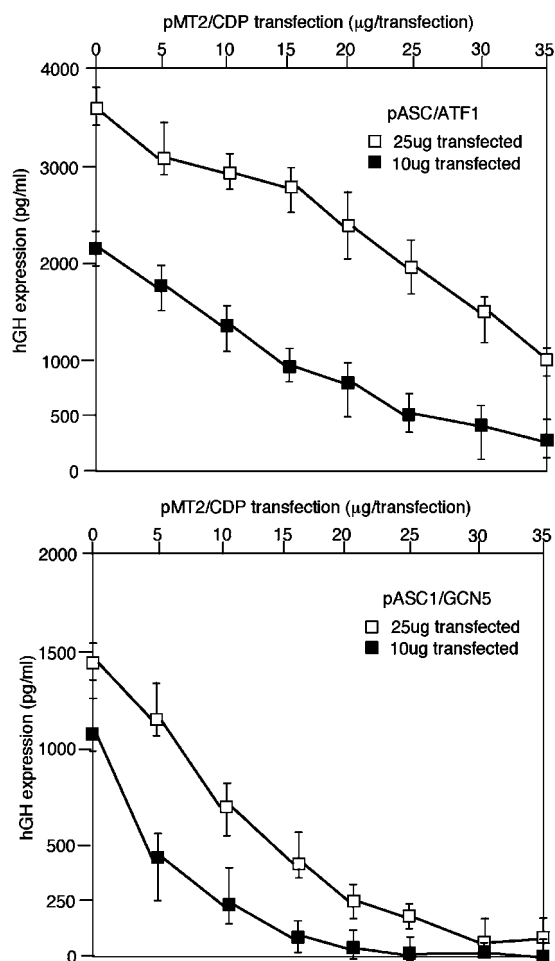 pMT2/CDP transfection (μg/transfection)
0 5 10 15 20 25 30 35
4000
3000
2000
1000
500
0
hGH expression (pg/ml)
pASC/ATF1
25ug transfected
10ug transfected
pMT2/CDP transfection (μg/transfection)
0 5 10 15 20 25 30 35
2000
1500
1000
500
250
0
hGH expression (pg/ml)
pASC1/GCN5
25ug transfected
10ug transfected